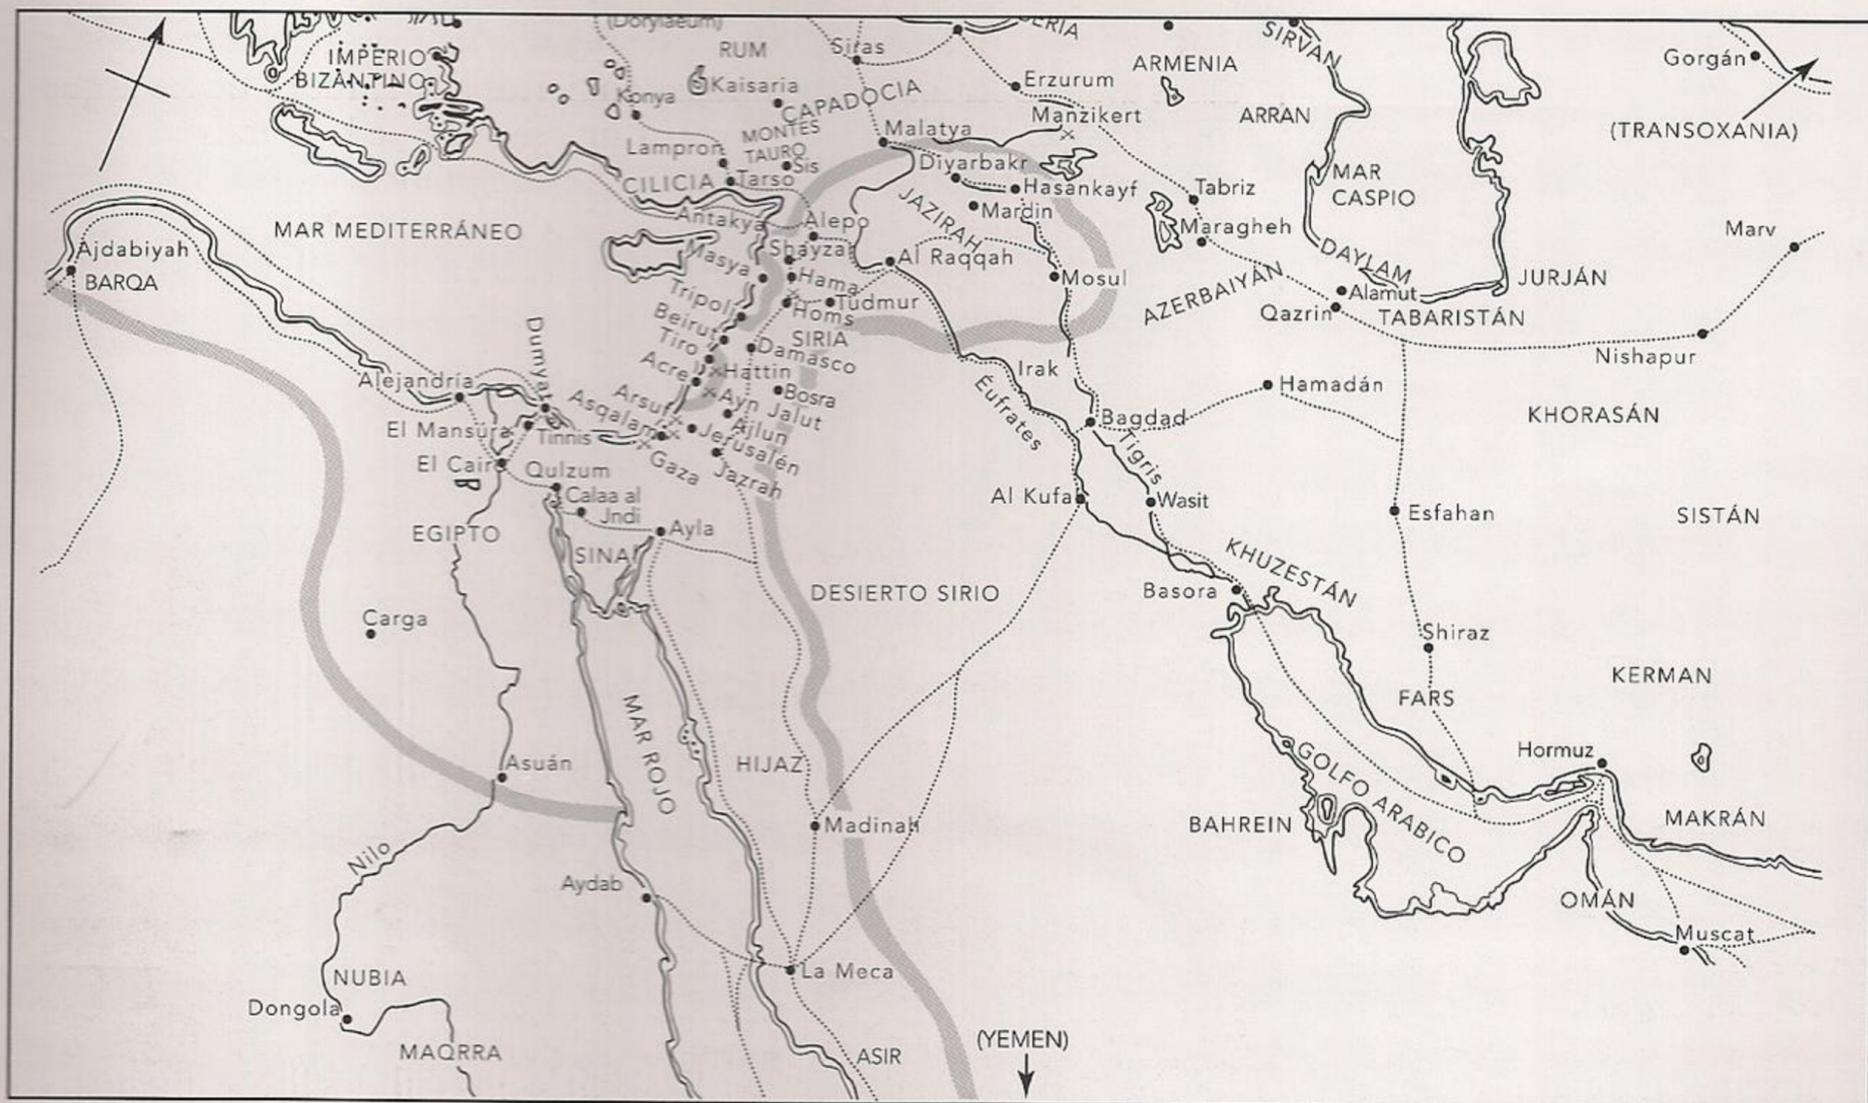 (Dorylaeum)
IMPERIO
BIZANTINO
RUM
Siras
Konya
Kaisaria
CAPADOCIA
Erzurum
ARMENIA
SIRVAN
Gorgán
(TRANSOXANIA)
Manzikert
ARRAN
MONTES
TAURO
Malatya
Lampron
Sis
CILICIA
Tarso
Diyarbakr
Hasankayf
Mardin
JAZIRAH
Tabriz
Maragheh
MAR
CASPIO
Marv
MAR MEDITERRÁNEO
Antakya
Alepo
Shayzar
Al Raqqah
Mosul
Ajdabiyah
BARQA
Masya
Hama
Tudmur
Homs
Trípoli
AZERBAIYÁN
DAYLAM
Alamut
Qazrin
TABARISTÁN
JURJÁN
Nishapur
Beirut
SIRIA
Tiro
Damasco
Acre
Hattin
Bosra
Irak
Hamadán
KHORASÁN
Alejandría
Dumyat
Arsuf
Ayn Jalut
Asqalam
Ajlun
Éufrates
Bagdad
Tigris
El Mansúra
Tinnis
Jerusalén
Gaza
Jazrah
El Cairo
Qulzum
Calaa al
Jndi
Al Kufa
Wasit
Esfahan
SISTÁN
EGIPTO
Ayla
SINAÍ
DESIERTO SIRIO
KHUZESTÁN
Basora
Carga
Shiraz
KERMAN
FARS
MAR ROJO
Asuán
HIJAZ
Hormuz
GOLFO ARABICO
MAKRÁN
Madinah
BAHREIN
Nilo
Aydab
OMÁN
Muscat
NUBIA
La Meca
Dongola
MAQRRA
ASIR
(YEMEN)